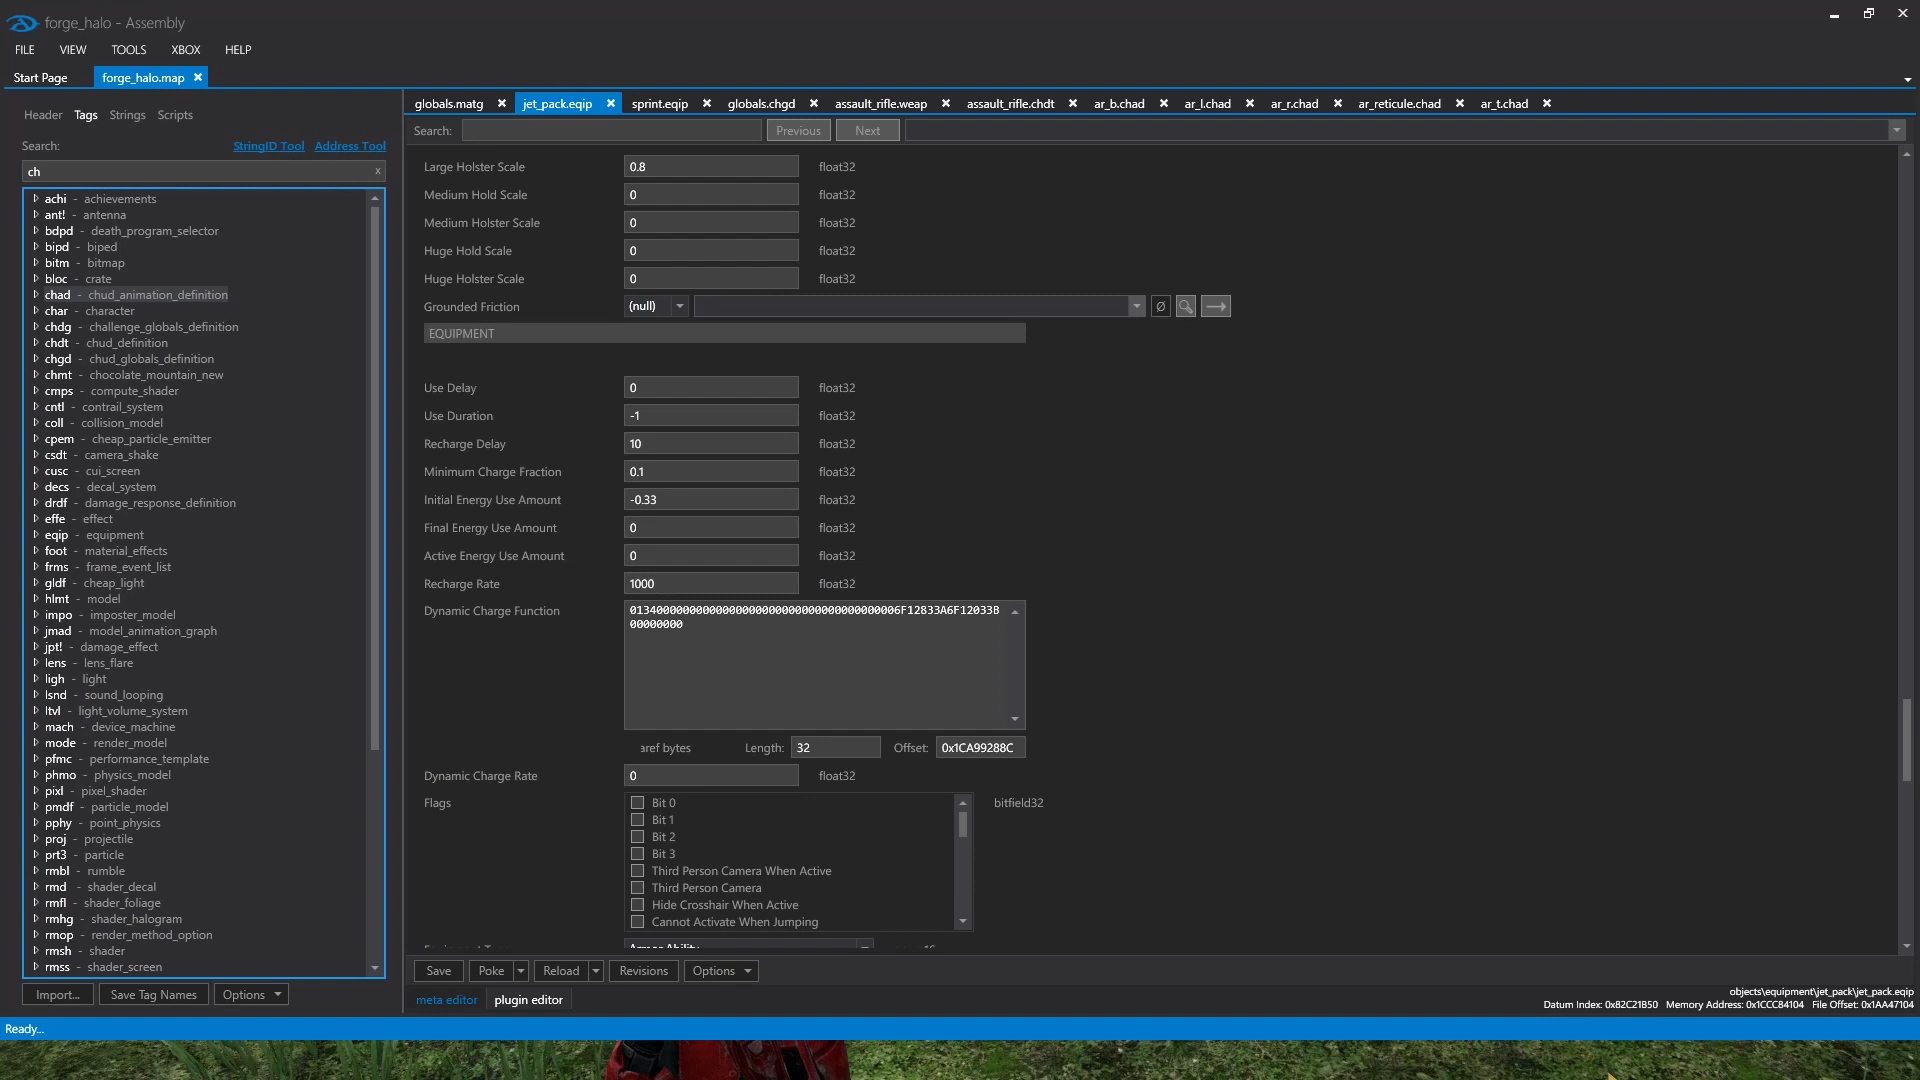 forge_halo - Assembly
FILE VIEW TOOLS XBOX HELP
Start Page forge_halo.map
Header Tags Strings Scripts
Search: StringID Tool Address Tool
ch x
achi - achievements
ant! - antenna
bdpd - death_program_selector
bipd - biped
bitm - bitmap
bloc - crate
chad - chud_animation_definition
char - character
chdg - challenge_globals_definition
chdt - chud_definition
chgd - chud_globals_definition
chmt - chocolate_mountain_new
cmps - compute_shader
cntl - contrail_system
coll - collision_model
cpem - cheap_particle_emitter
csdt - camera_shake
cusc - cui_screen
decs - decal_system
drdf - damage_response_definition
effe - effect
eqip - equipment
foot - material_effects
frms - frame_event_list
gldf - cheap_light
hlmt - model
impo - imposter_model
jmad - model_animation_graph
jpt! - damage_effect
lens - lens_flare
ligh - light
lsnd - sound_looping
ltvl - light_volume_system
mach - device_machine
mode - render_model
pfmc - performance_template
phmo - physics_model
pixl - pixel_shader
pmdf - particle_model
pphy - point_physics
proj - projectile
prt3 - particle
rmbl - rumble
rmd - shader_decal
rmfl - shader_foliage
rmhg - shader_halogram
rmop - render_method_option
rmsh - shader
rmss - shader_screen
Import... Save Tag Names Options
globals.matg jet_pack.eqip sprint.eqip globals.chgd assault_rifle.weap assault_rifle.chdt ar_b.chad ar_l.chad ar_r.chad ar_reticule.chad ar_t.chad
Search: Previous Next
Large Holster Scale 0.8 float32
Medium Hold Scale 0 float32
Medium Holster Scale 0 float32
Huge Hold Scale 0 float32
Huge Holster Scale 0 float32
Grounded Friction (null)
EQUIPMENT
Use Delay 0 float32
Use Duration -1 float32
Recharge Delay 10 float32
Minimum Charge Fraction 0.1 float32
Initial Energy Use Amount -0.33 float32
Final Energy Use Amount 0 float32
Active Energy Use Amount 0 float32
Recharge Rate 1000 float32
Dynamic Charge Function 01340000000000000000000000000000000000006F12833A6F12033B
00000000
aref bytes Length: 32 Offset: 0x1CA99288C
Dynamic Charge Rate 0 float32
Flags Bit 0 bitfield32
Bit 1
Bit 2
Bit 3
Third Person Camera When Active
Third Person Camera
Hide Crosshair When Active
Cannot Activate When Jumping
Armor Ability
Save Poke Reload Revisions Options
meta editor plugin editor
objects\equipment\jet_pack\jet_pack.eqip
Datum Index: 0x82C21B50 Memory Address: 0x1CCC84104 File Offset: 0x1AA47104
Ready...